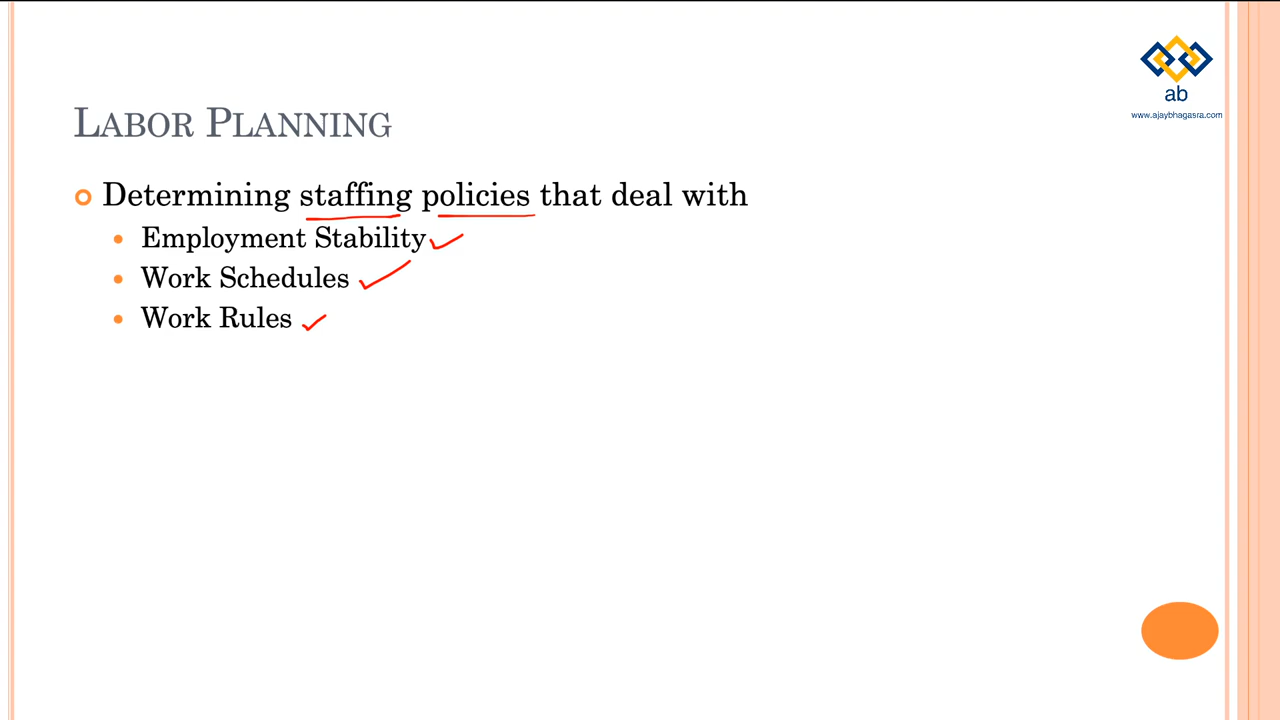 ab
www.ajaybhagasra.com
LABOR PLANNING
Determining staffing policies that deal with
Employment Stability
Work Schedules
Work Rules